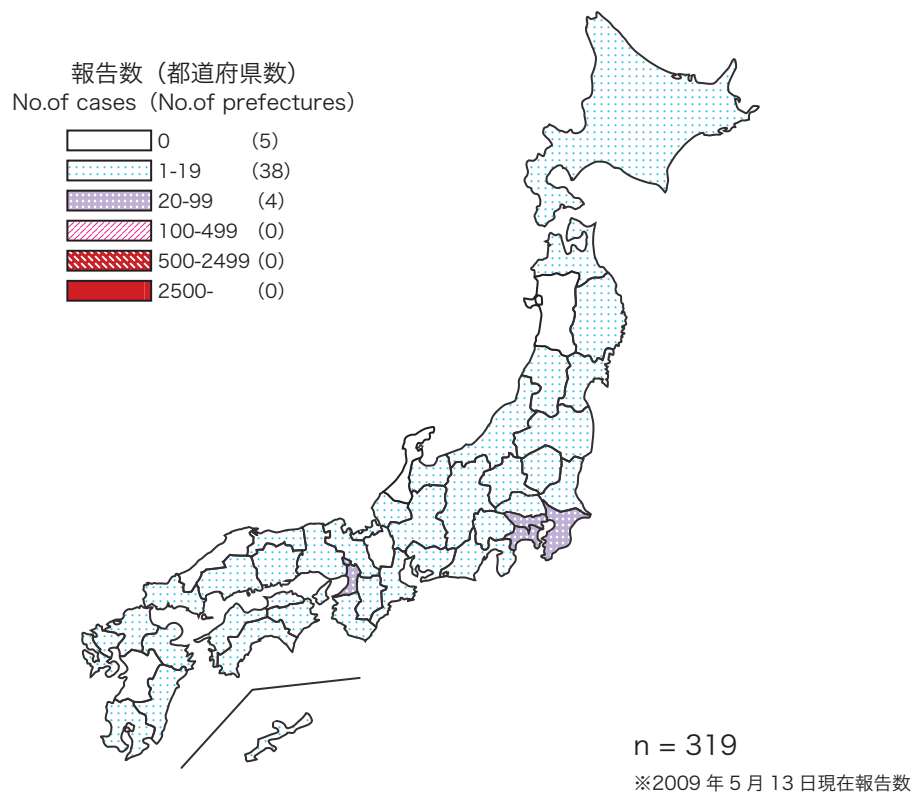 報告数（都道府県数）
No.of cases（No.of prefectures）
0 （5）
1-19 （38）
20-99 （4）
100-499 （0）
500-2499（0）
2500- （0）
n = 319
※2009 年 5 月 13 日現在報告数